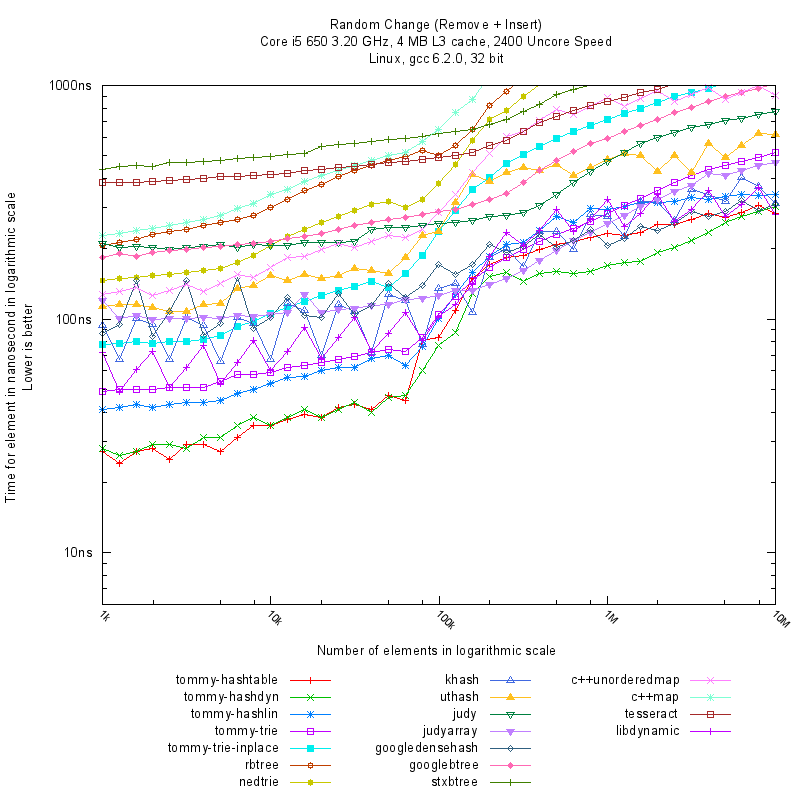 Random Change (Remove + Insert)
Core i5 650 3.20 GHz, 4 MB L3 cache, 2400 Uncore Speed
Linux, gcc 6.2.0, 32 bit
Time for element in nanosecond in logarithmic scale
Lower is better
1000ns
100ns
10ns
1k
10k
100k
1M
10M
Number of elements in logarithmic scale
tommy-hashtable
tommy-hashdyn
tommy-hashlin
tommy-trie
tommy-trie-inplace
rbtree
nedtrie
khash
uthash
judy
judyarray
googledensehash
googlebtree
stxbtree
c++unorderedmap
c++map
tesseract
libdynamic